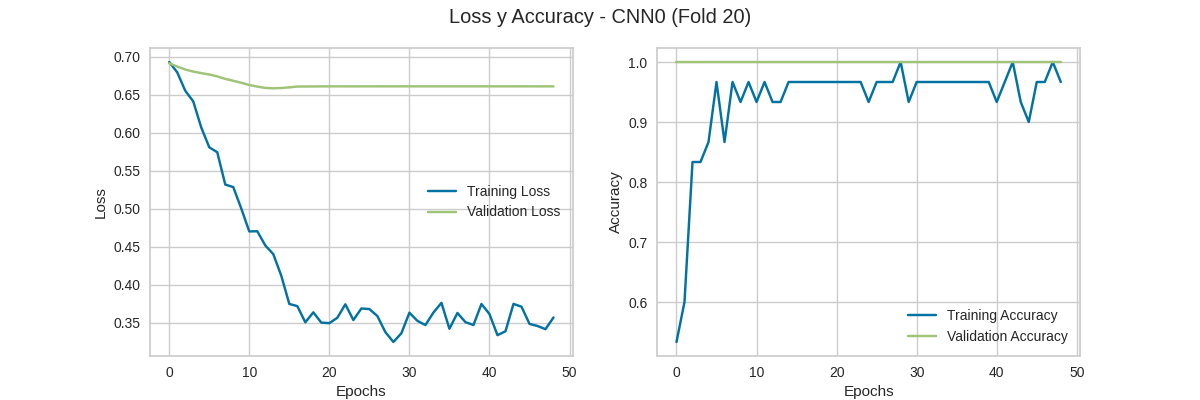 Loss y Accuracy - CNN0 (Fold 20)
0.70
0.65
0.60
0.55
0.50
0.45
0.40
0.35
Loss
Training Loss
Validation Loss
0 10 20 30 40 50
Epochs
1.0
0.9
0.8
0.7
0.6
Accuracy
Training Accuracy
Validation Accuracy
0 10 20 30 40 50
Epochs